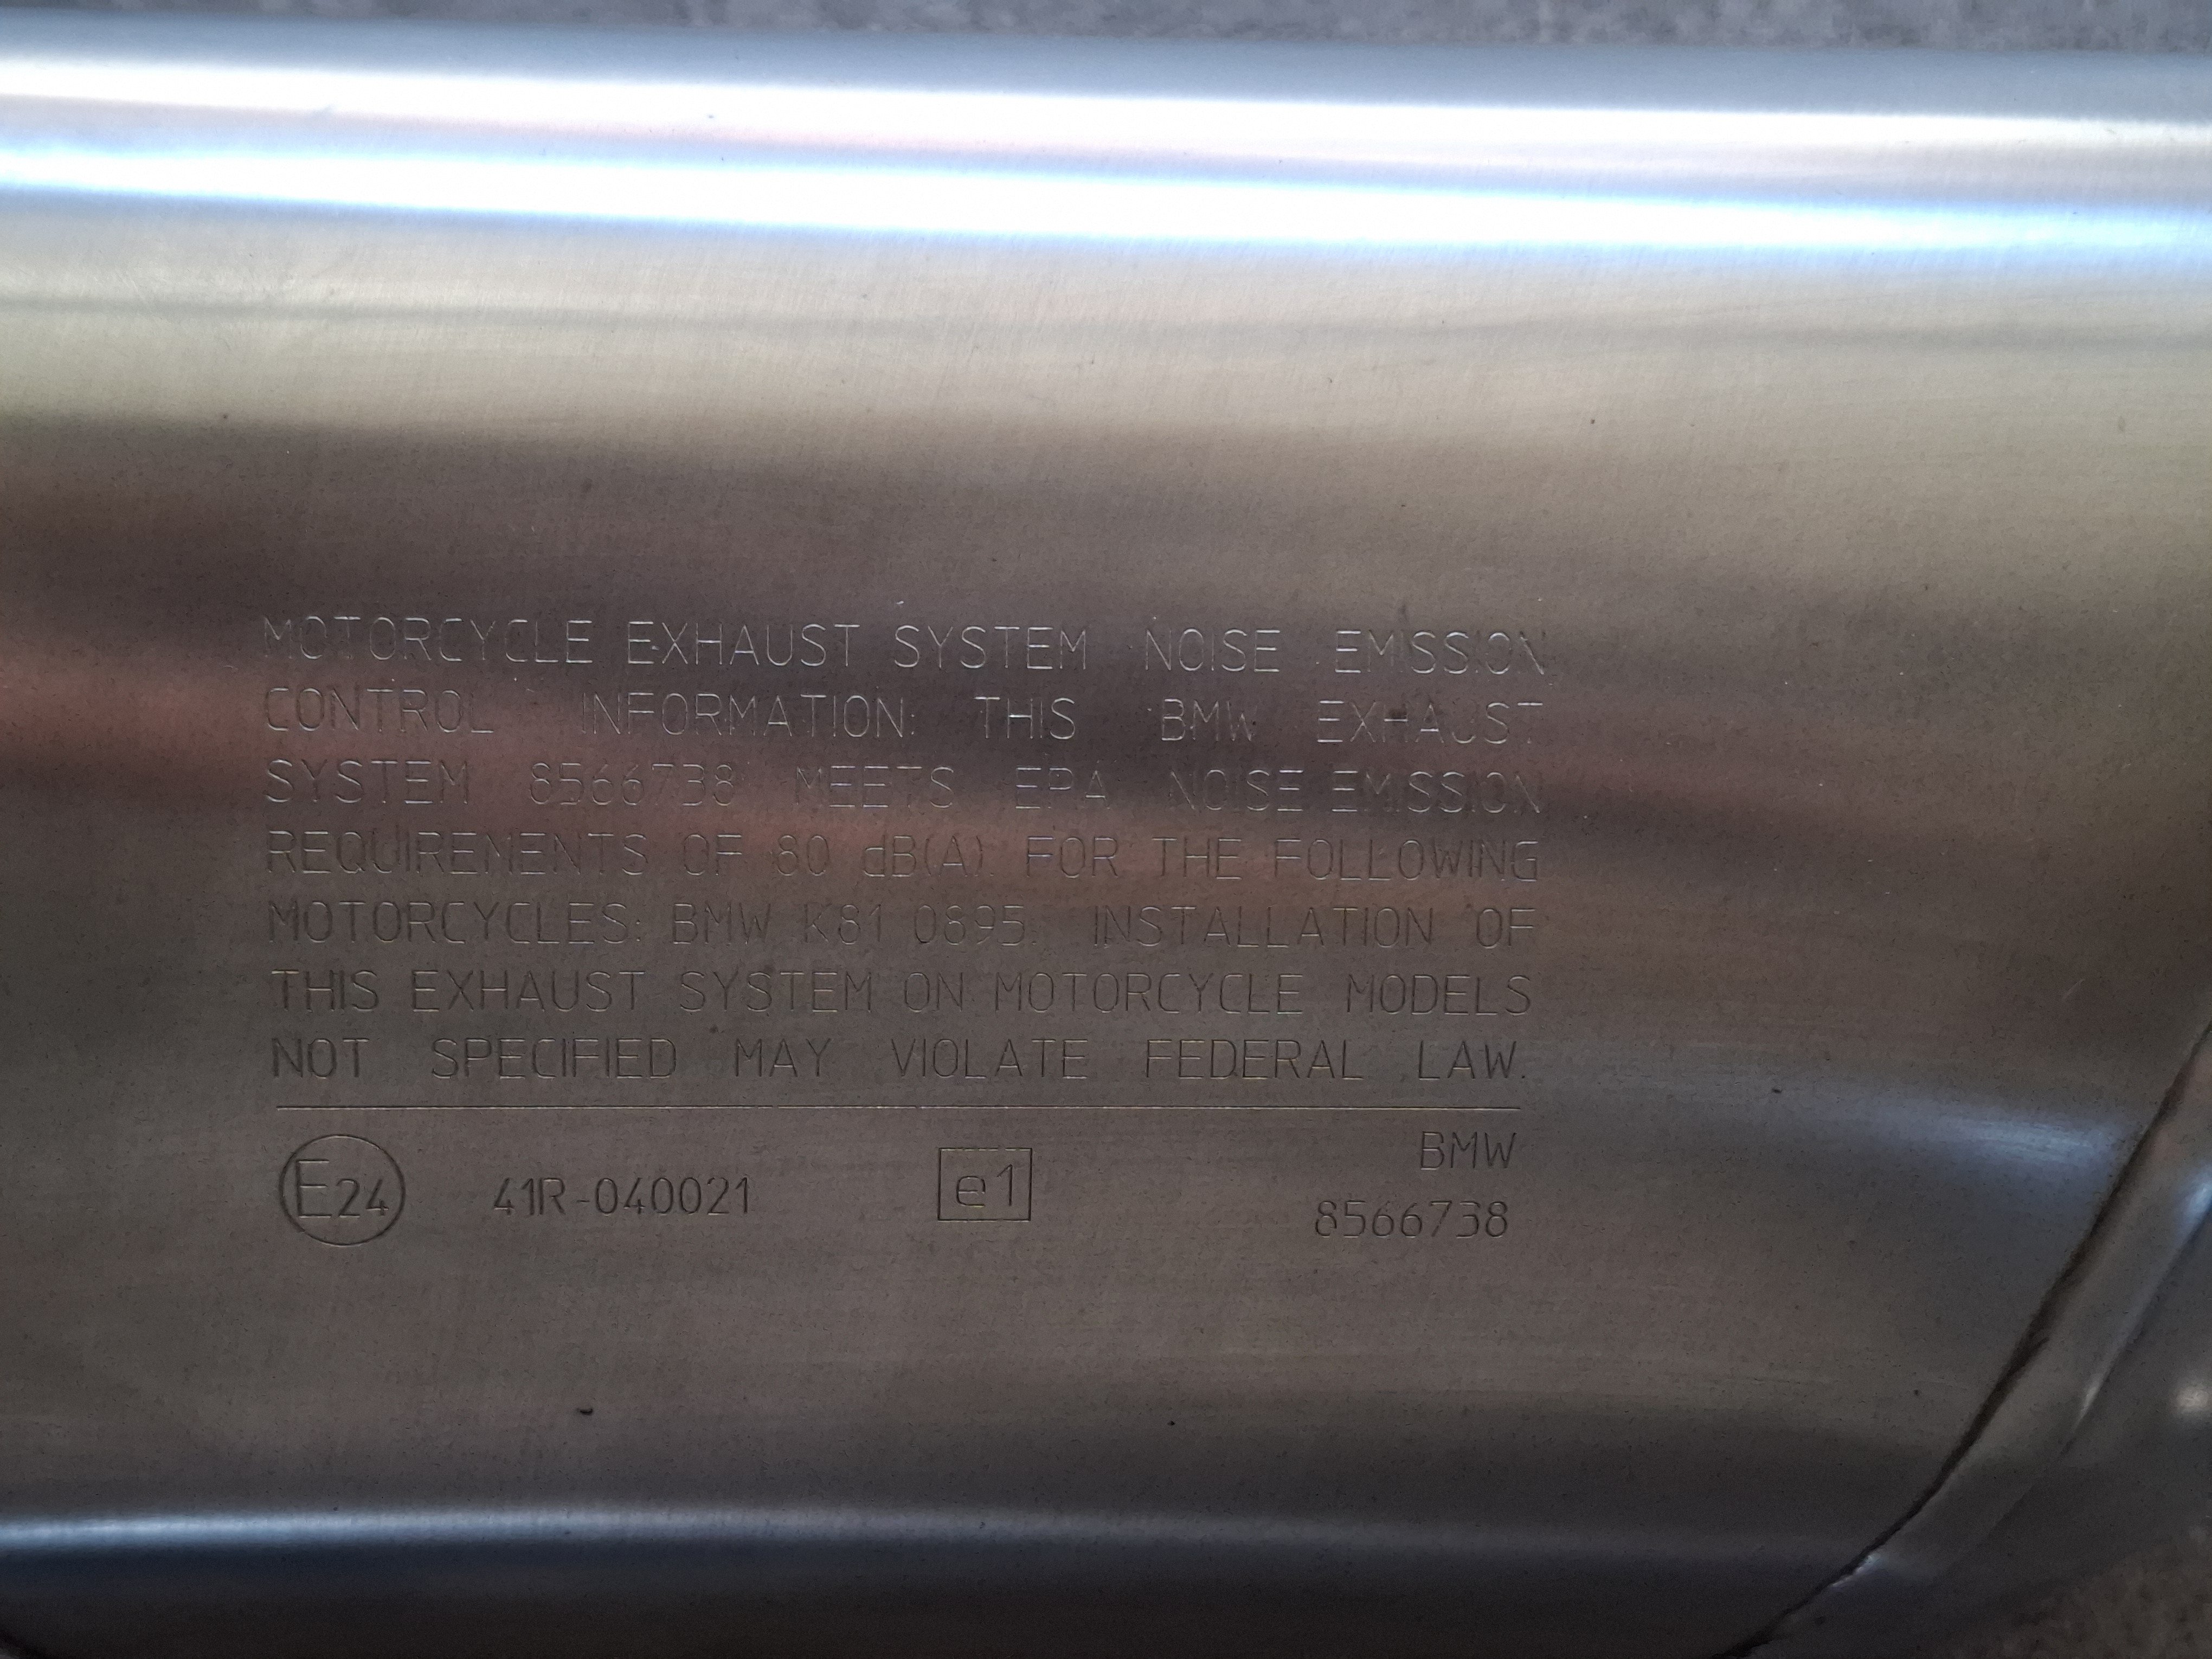 MOTORCYCLE EXHAUST SYSTEM NOISE EMISSION
CONTROL INFORMATION: THIS BMW EXHAUST
SYSTEM 8566738 MEETS EPA NOISE EMISSION
REQUIREMENTS OF 80 dB(A) FOR THE FOLLOWING
MOTORCYCLES: BMW K81 0895. INSTALLATION OF
THIS EXHAUST SYSTEM ON MOTORCYCLE MODELS
NOT SPECIFIED MAY VIOLATE FEDERAL LAW.
E24 41R-040021 e1 BMW
8566738